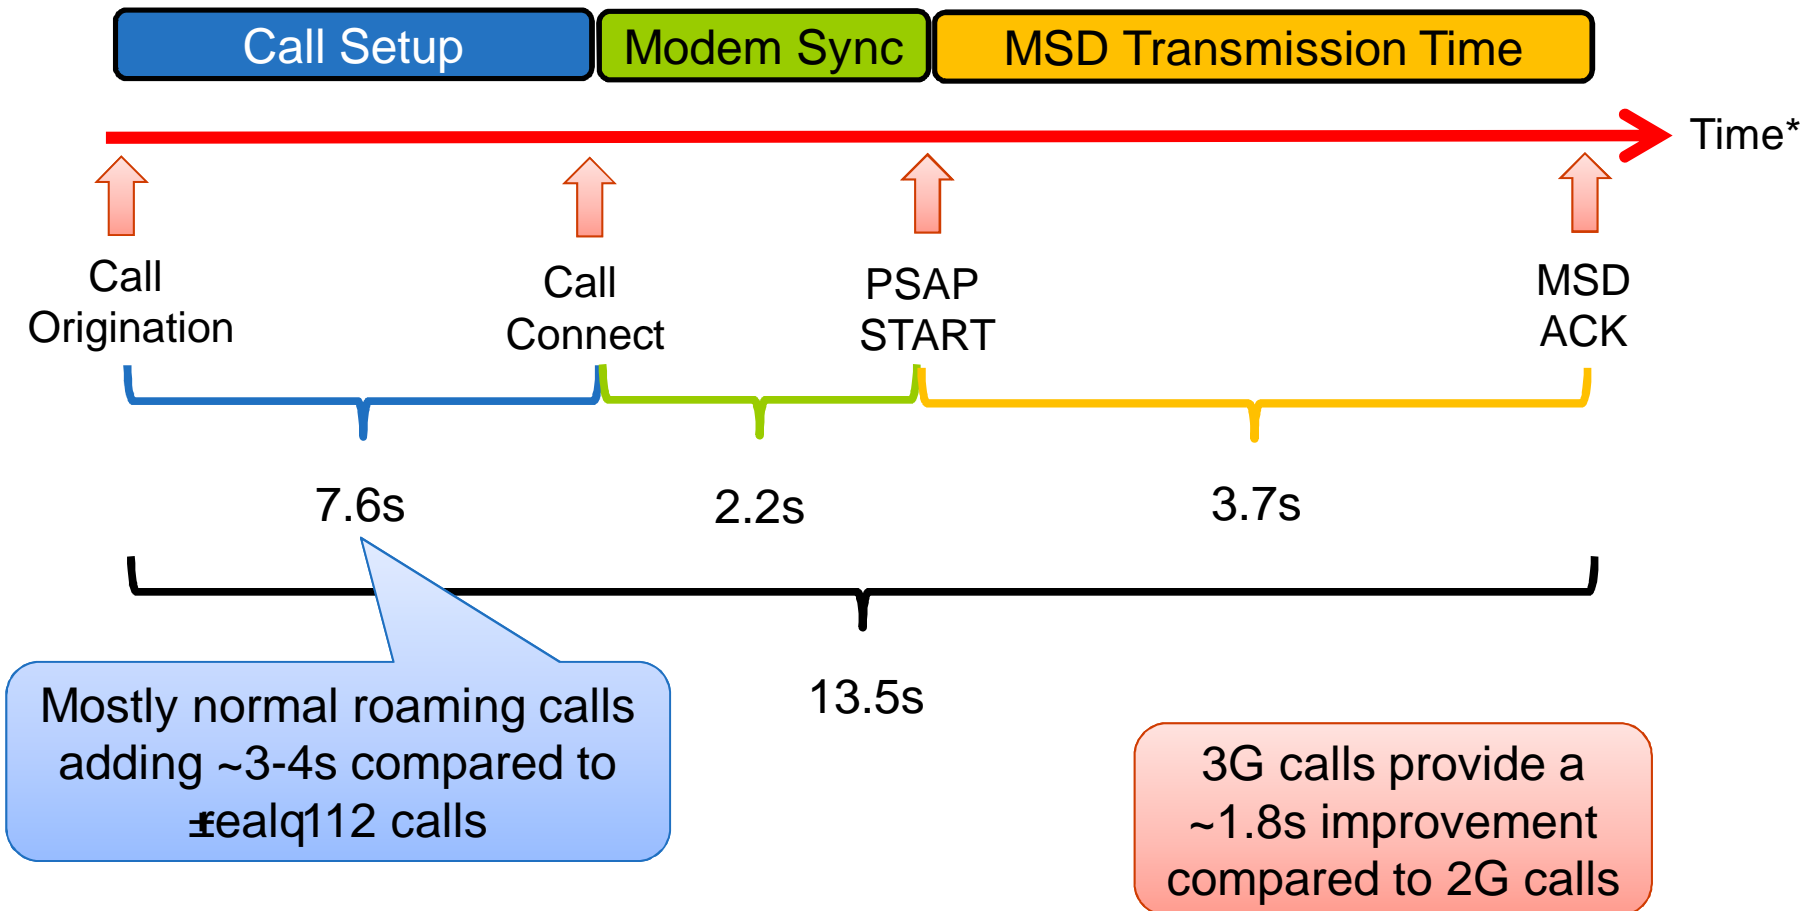 Call Setup
Modem Sync
MSD Transmission Time
Time*
Call
Origination
Call
Connect
PSAP
START
MSD
ACK
7.6s
2.2s
3.7s
13.5s
Mostly normal roaming calls
adding ~3-4s compared to
±realq112 calls
3G calls provide a
~1.8s improvement
compared to 2G calls